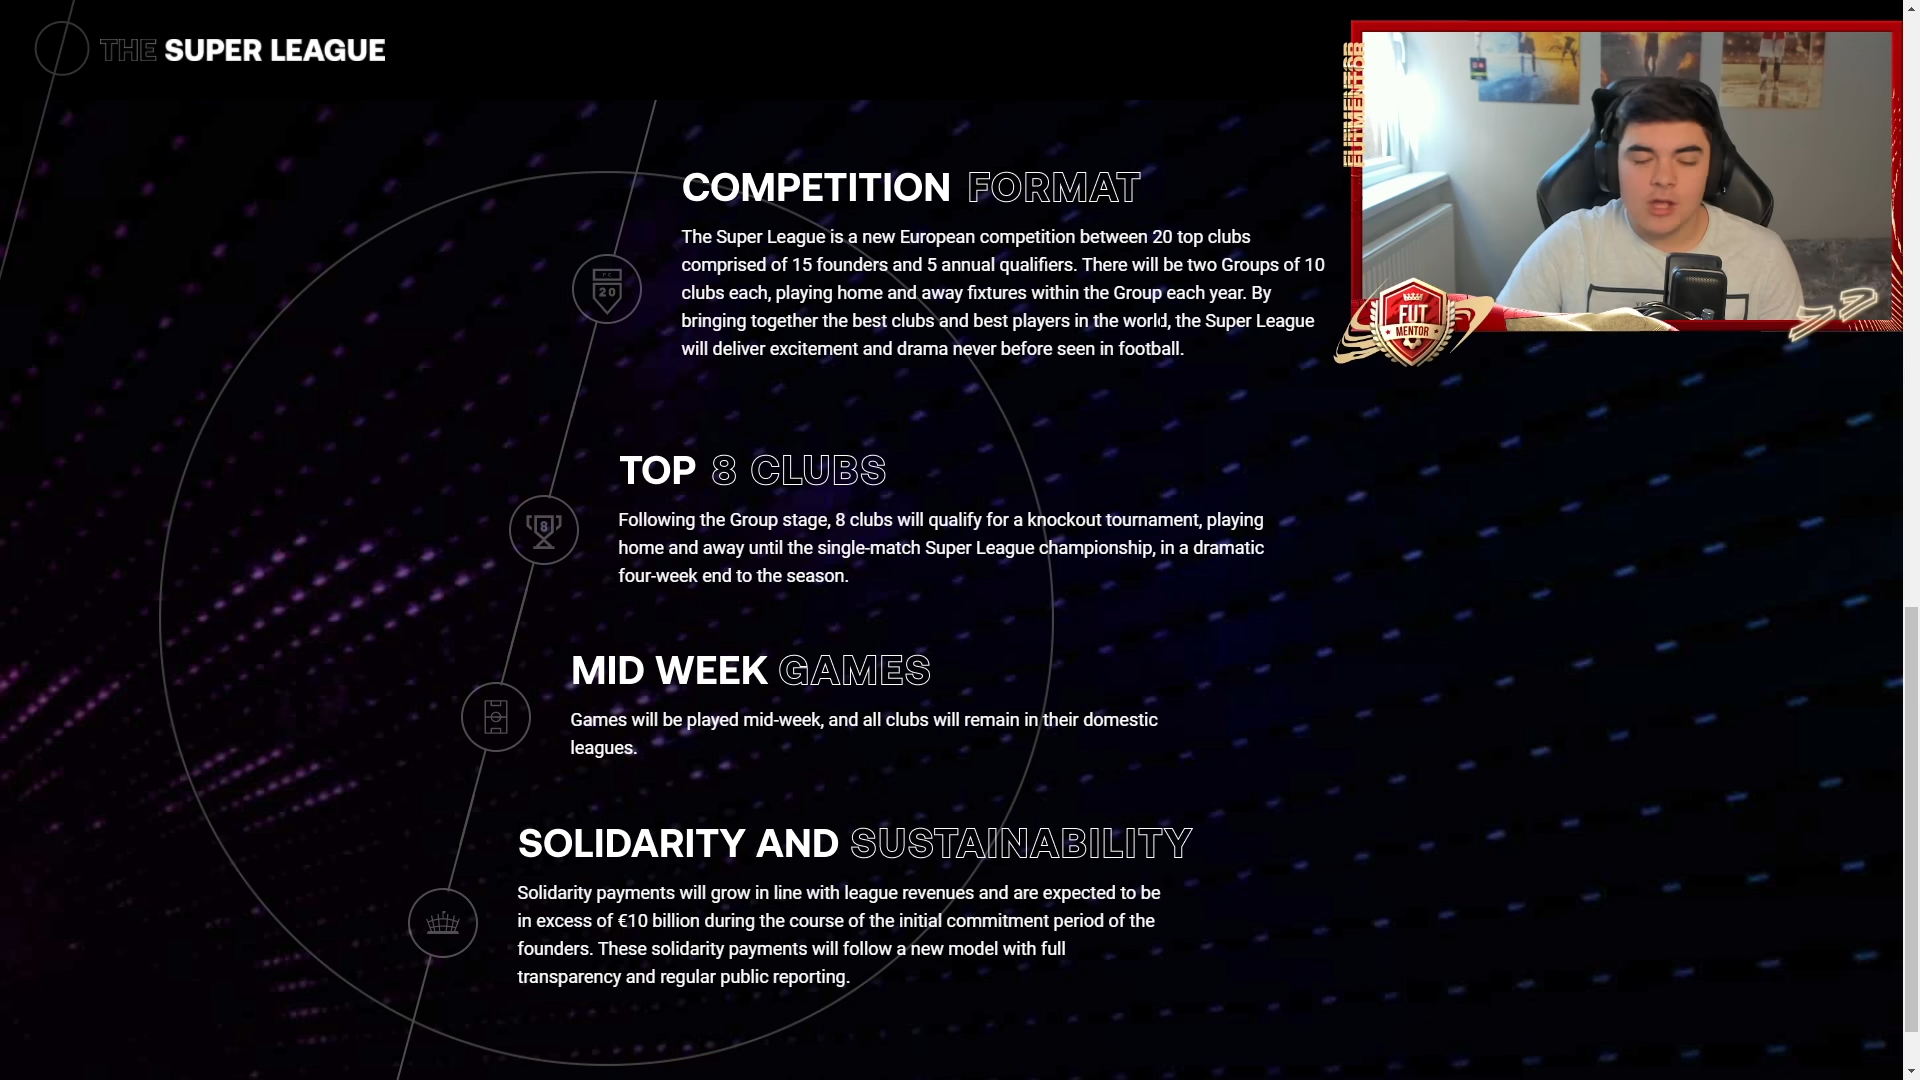 THE SUPER LEAGUE
COMPETITION FORMAT
The Super League is a new European competition between 20 top clubs
comprised of 15 founders and 5 annual qualifiers. There will be two Groups of 10
clubs each, playing home and away fixtures within the Group each year. By
bringing together the best clubs and best players in the world, the Super League
will deliver excitement and drama never before seen in football.
FC
20
TOP 8 CLUBS
Following the Group stage, 8 clubs will qualify for a knockout tournament, playing
home and away until the single-match Super League championship, in a dramatic
four-week end to the season.
8
MID WEEK GAMES
Games will be played mid-week, and all clubs will remain in their domestic
leagues.
SOLIDARITY AND SUSTAINABILITY
Solidarity payments will grow in line with league revenues and are expected to be
in excess of €10 billion during the course of the initial commitment period of the
founders. These solidarity payments will follow a new model with full
transparency and regular public reporting.
FUTMENTOR
FUTMENTOR
FUT
MENTOR